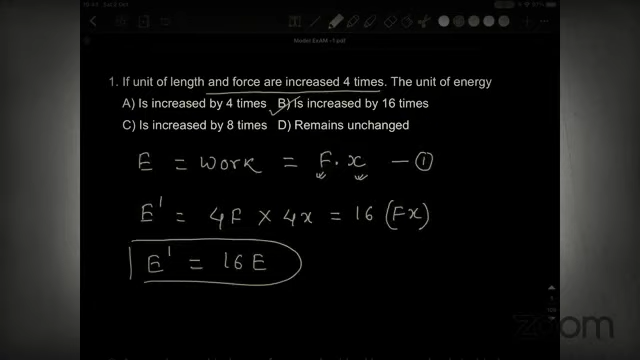 Model ExAM -1.pdf
1. If unit of length and force are increased 4 times. The unit of energy
A) Is increased by 4 times B) Is increased by 16 times
C) Is increased by 8 times D) Remains unchanged
E = work = F. x — ①
E' = 4F × 4x = 16 (Fx)
E' = 16E
zoom